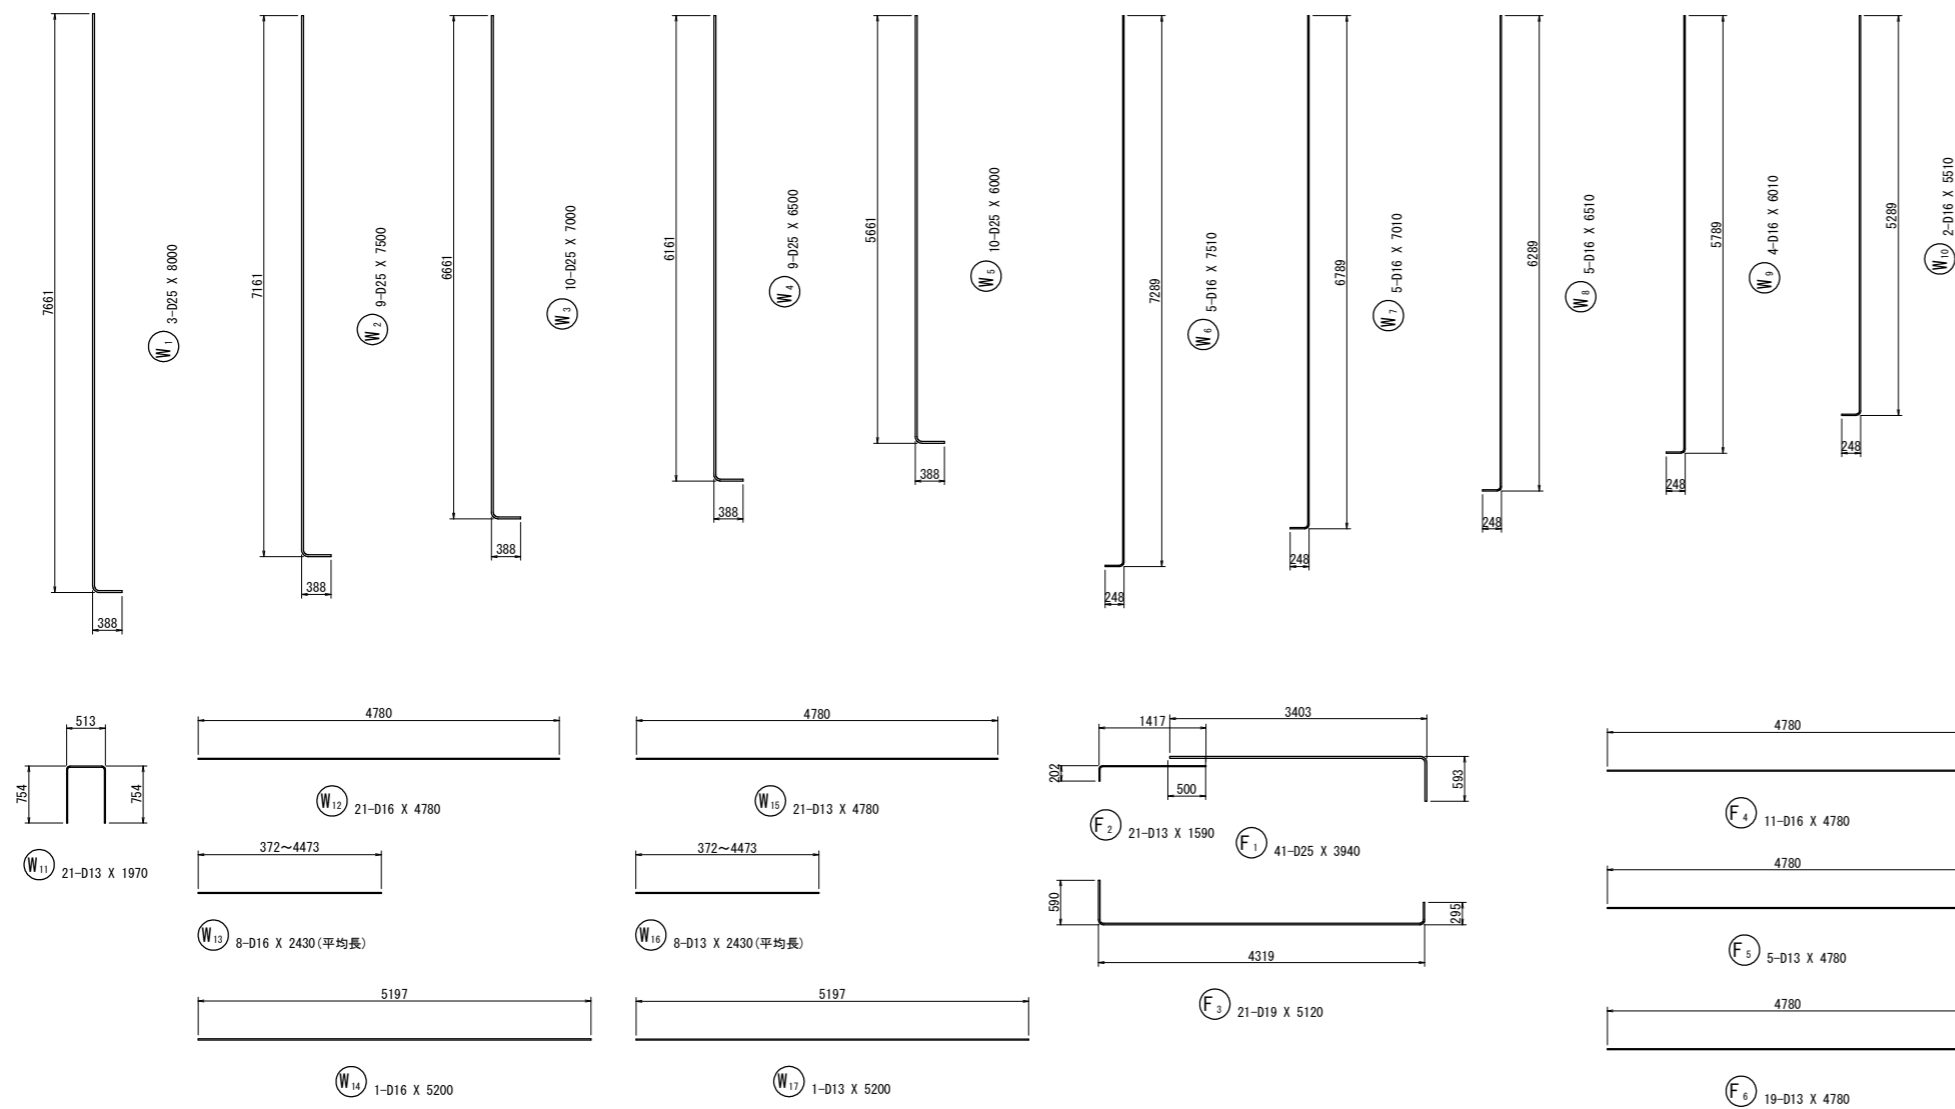 7661
388
W1 3-D25 X 8000
7161
388
W2 9-D25 X 7500
6661
388
W3 10-D25 X 7000
6161
388
W4 9-D25 X 6500
5661
388
W5 10-D25 X 6000
7289
248
W6 5-D16 X 7510
6789
248
W7 5-D16 X 7010
6289
248
W8 5-D16 X 6510
5789
248
W9 4-D16 X 6010
5289
248
W10 2-D16 X 5510
513
754
754
W11 21-D13 X 1970
4780
W12 21-D16 X 4780
372～4473
W13 8-D16 X 2430(平均長)
5197
W14 1-D16 X 5200
4780
W15 21-D13 X 4780
372～4473
W16 8-D13 X 2430(平均長)
5197
W17 1-D13 X 5200
1417
3403
202
500
593
F2 21-D13 X 1590
F1 41-D25 X 3940
590
295
4319
F3 21-D19 X 5120
4780
F4 11-D16 X 4780
4780
F5 5-D13 X 4780
4780
F6 19-D13 X 4780